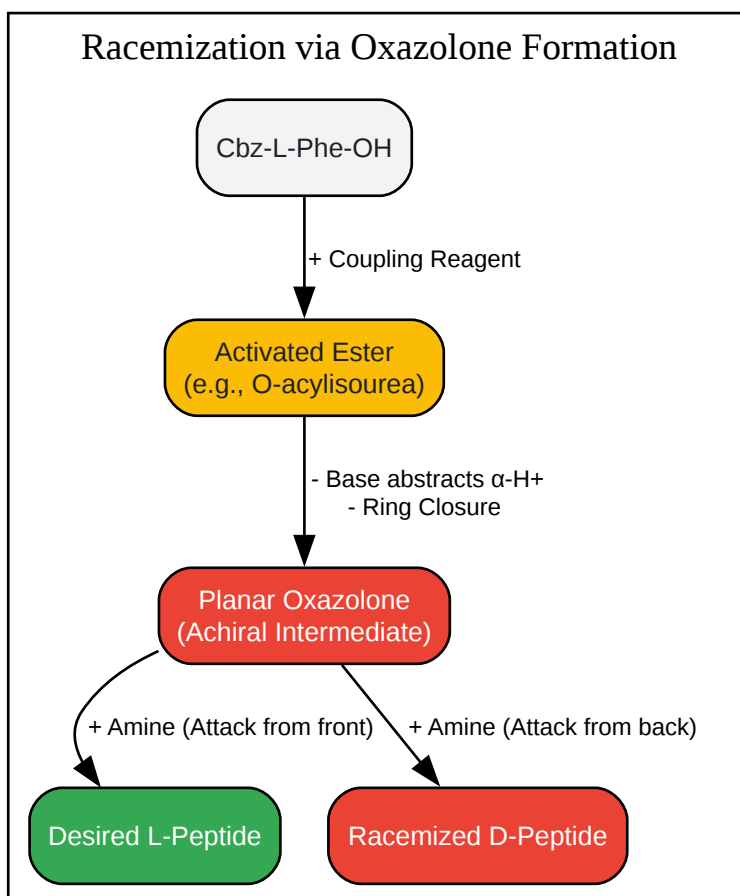 Racemization via Oxazolone Formation
Cbz-L-Phe-OH
+ Coupling Reagent
Activated Ester
(e.g., O-acylisourea)
- Base abstracts α-H+
- Ring Closure
Planar Oxazolone
(Achiral Intermediate)
+ Amine (Attack from front)
+ Amine (Attack from back)
Desired L-Peptide
Racemized D-Peptide